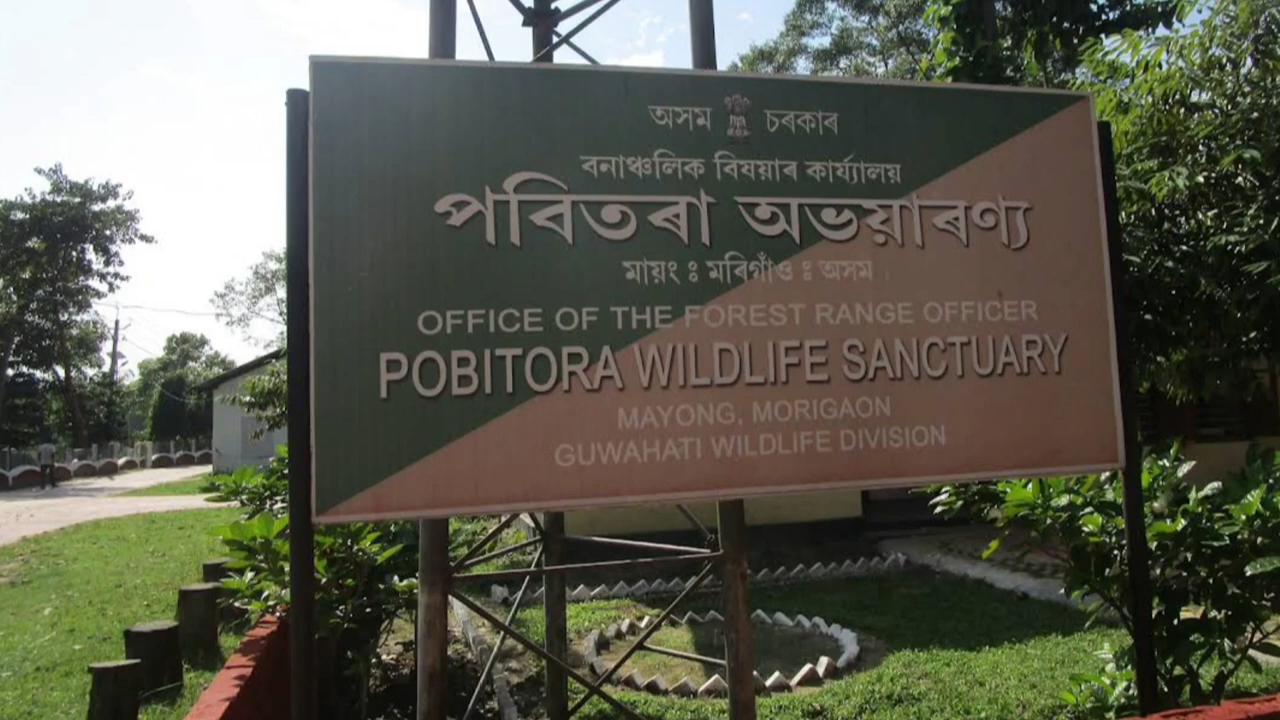 অসম চৰকাৰ
বনাঞ্চলিক বিষয়াৰ কাৰ্য্যালয়
পবিতৰা অভয়াৰণ্য
মায়ং ঃ মৰিগাঁও ঃ অসম
OFFICE OF THE FOREST RANGE OFFICER
POBITORA WILDLIFE SANCTUARY
MAYONG, MORIGAON
GUWAHATI WILDLIFE DIVISION